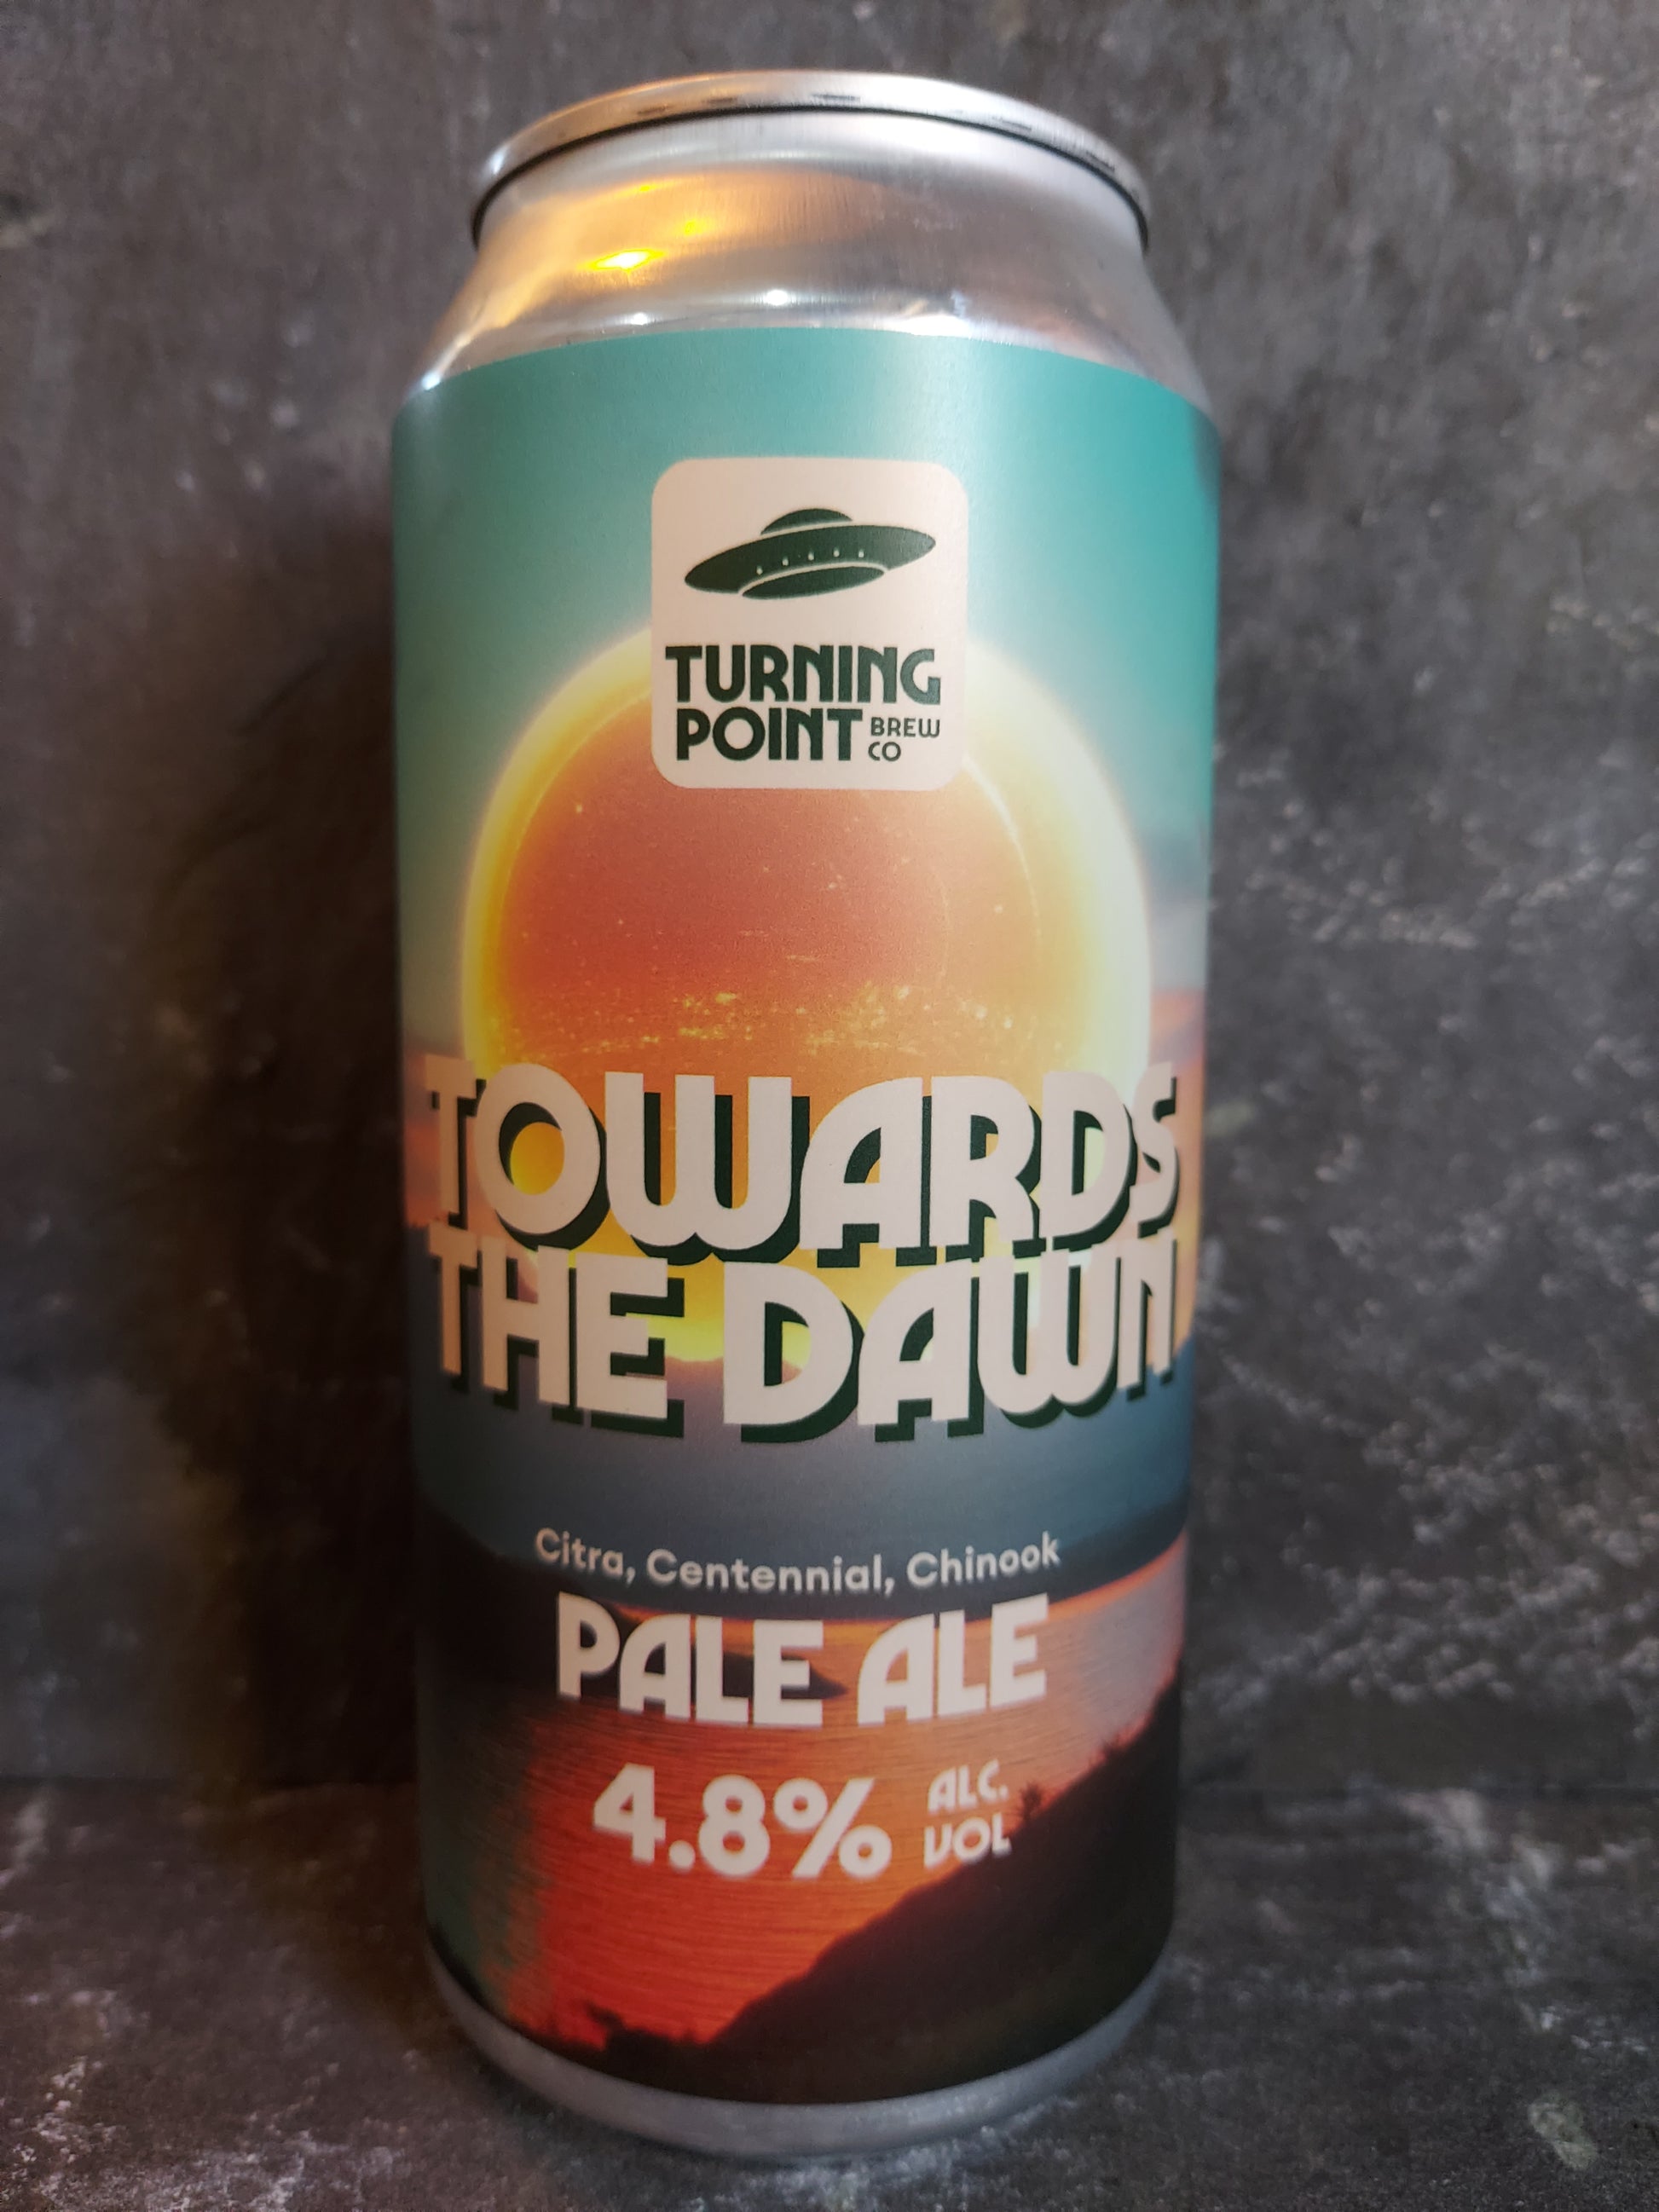 TURNING
POINT BREW
CO
TOWARDS
THE DAWN
Citra, Centennial, Chinook
PALE ALE
4.8% ALC.
VOL